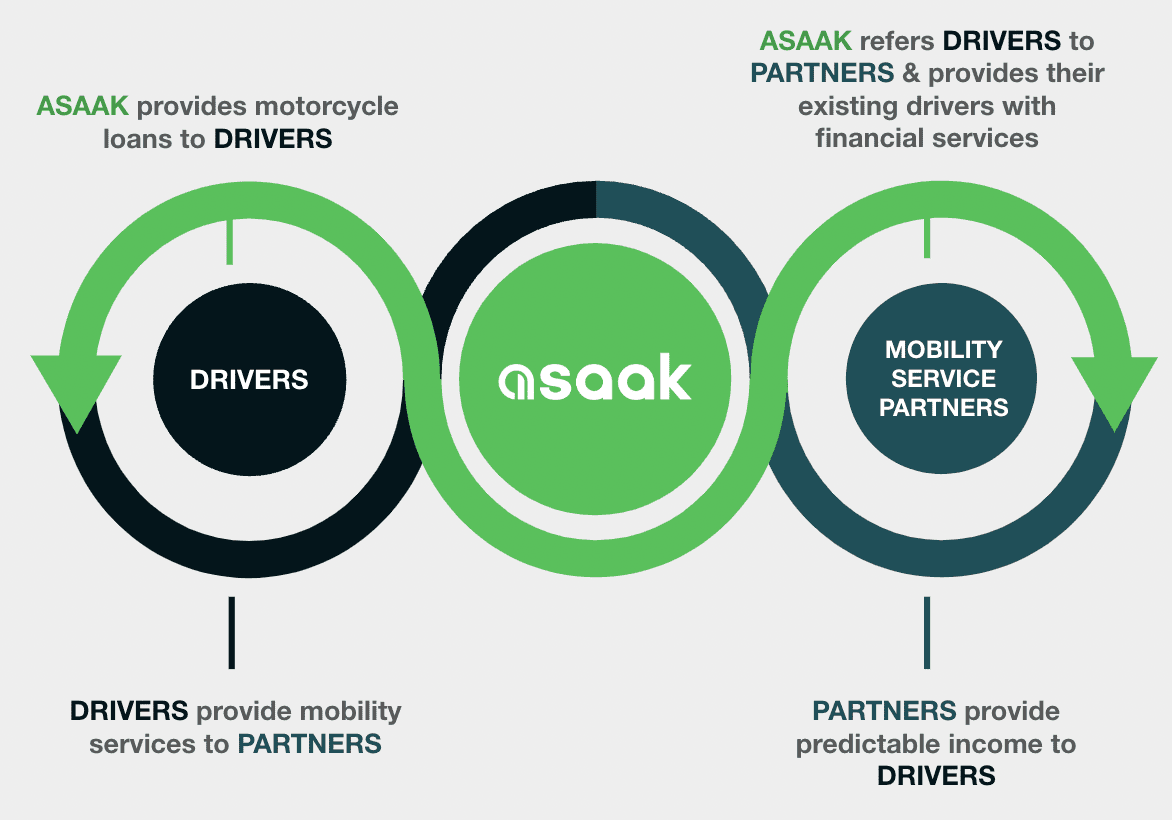 ASAAK provides motorcycle
loans to DRIVERS
ASAAK refers DRIVERS to
PARTNERS & provides their
existing drivers with
financial services
DRIVERS
asaak
MOBILITY
SERVICE
PARTNERS
DRIVERS provide mobility
services to PARTNERS
PARTNERS provide
predictable income to
DRIVERS